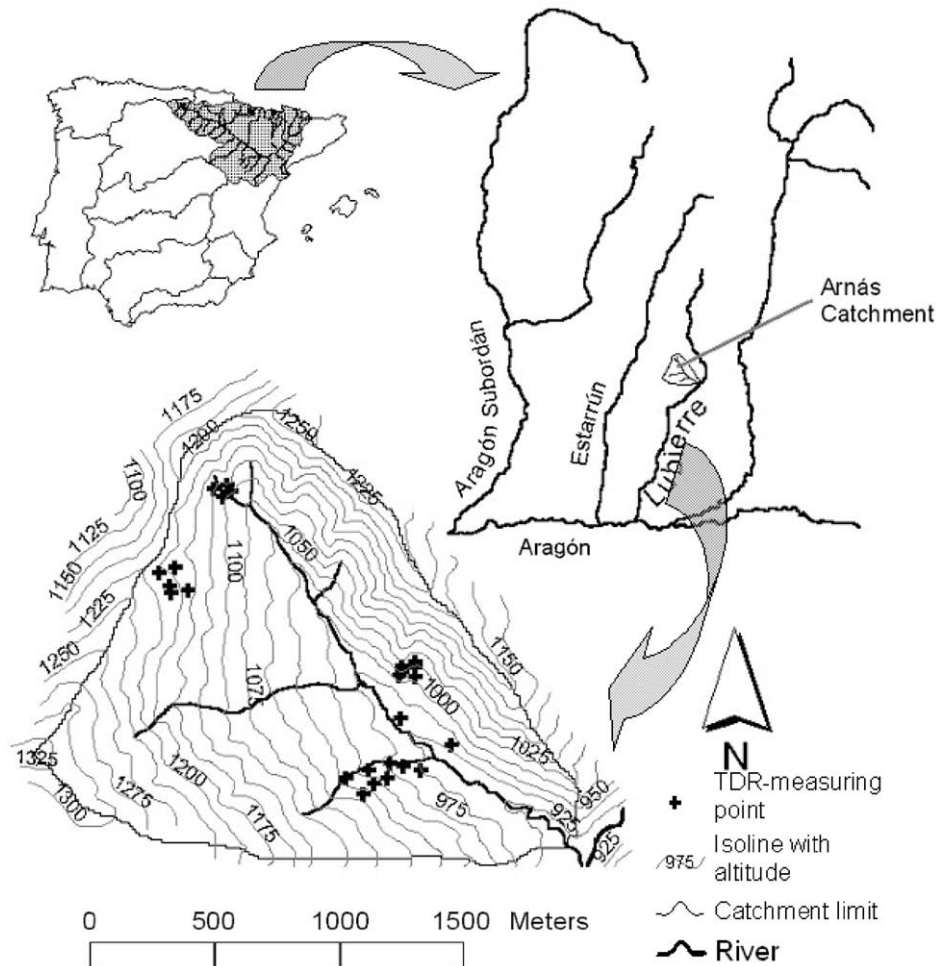 Arnás
Catchment
Aragón Subordán
Estarrún
Lubierre
Aragón
1175
1200
1250
1225
1100
1125
1150
1225
1250
1050
1100
1075
1150
1000
1025
950
925
925
975
1325
1300
1275
1200
1175
N
TDR-measuring
point
975
Isoline with
altitude
Catchment limit
River
0 500 1000 1500 Meters